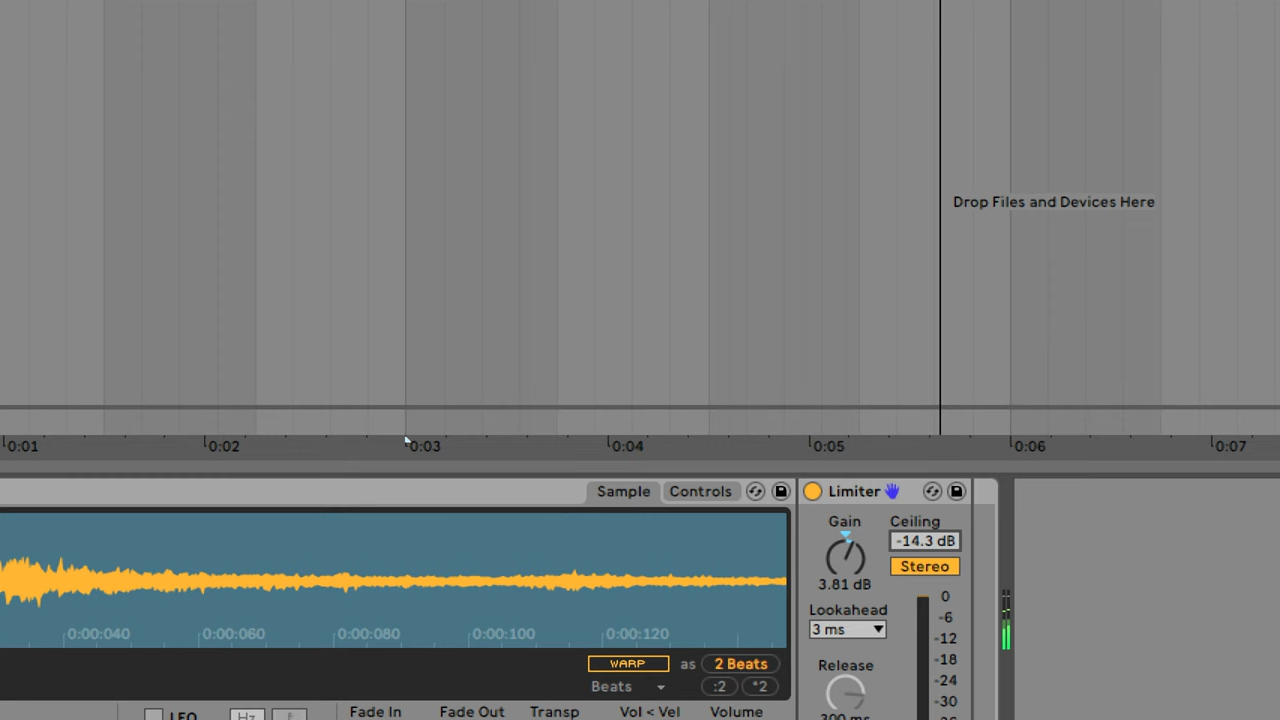 Drop Files and Devices Here
0:01 0:02 0:03 0:04 0:05 0:06 0:07
Sample Controls
Limiter
Gain Ceiling
-14.3 dB
Stereo
3.81 dB
0
Lookahead
-6
3 ms
-12
0:00:040 0:00:060 0:00:080 0:00:100 0:00:120
-18
WARP as 2 Beats
Release
-24
Beats :2 *2
-30
Fade In Fade Out Transp Vol < Vel Volume
LFO Hz
300 ms